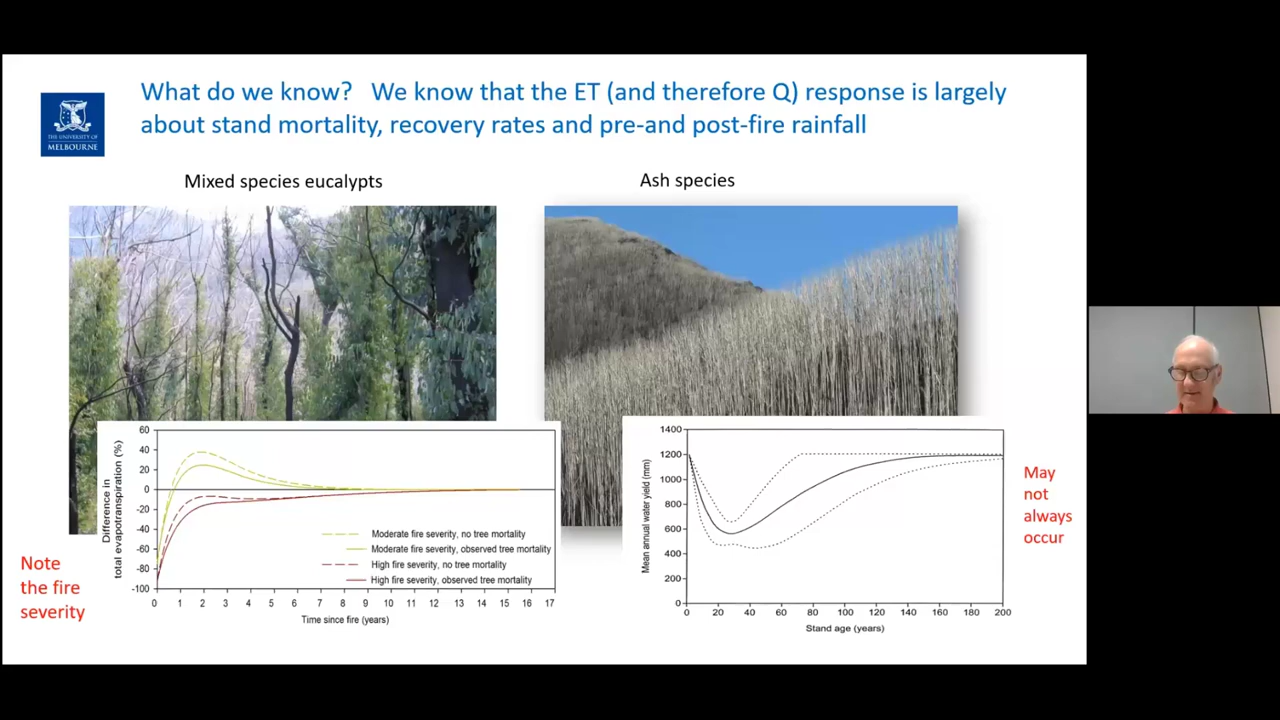 What do we know? We know that the ET (and therefore Q) response is largely
about stand mortality, recovery rates and pre-and post-fire rainfall
THE UNIVERSITY OF
MELBOURNE
Mixed species eucalypts
Ash species
Note
the fire
severity
Difference in
total evapotranspiration (%)
60
40
20
0
-20
-40
-60
-80
-100
Moderate fire severity, no tree mortality
Moderate fire severity, observed tree mortality
High fire severity, no tree mortality
High fire severity, observed tree mortality
0 1 2 3 4 5 6 7 8 9 10 11 12 13 14 15 16 17
Time since fire (years)
Mean annual water yield (mm)
1400
1200
1000
800
600
400
200
0
0 20 40 60 80 100 120 140 160 180 200
Stand age (years)
May
not
always
occur